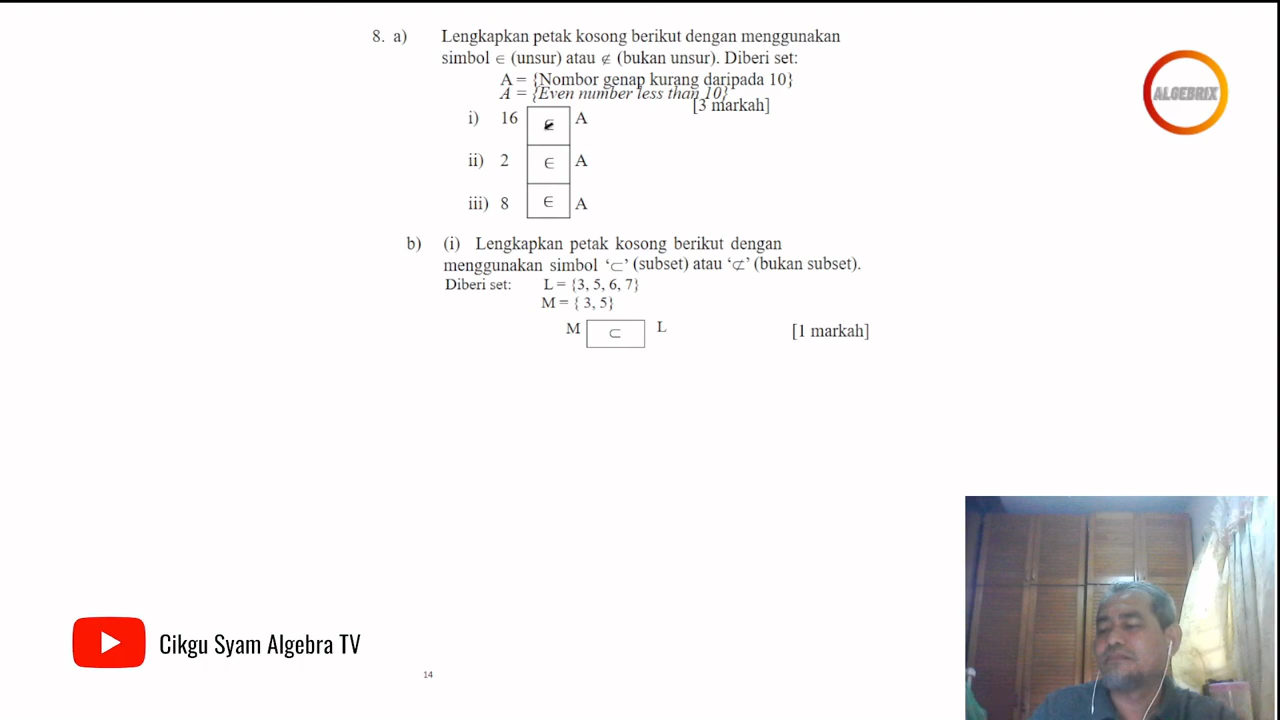 8. a) Lengkapkan petak kosong berikut dengan menggunakan
simbol ∈ (unsur) atau ∉ (bukan unsur). Diberi set:
A = {Nombor genap kurang daripada 10}
A = {Even number less than 10}
[3 markah]
i) 16 ∉ A
ii) 2 ∈ A
iii) 8 ∈ A
b) (i) Lengkapkan petak kosong berikut dengan
menggunakan simbol ‘⊂’ (subset) atau ‘⊄’ (bukan subset).
Diberi set: L = {3, 5, 6, 7}
M = { 3, 5}
M ⊂ L [1 markah]
ALGEBRIX
Cikgu Syam Algebra TV
14